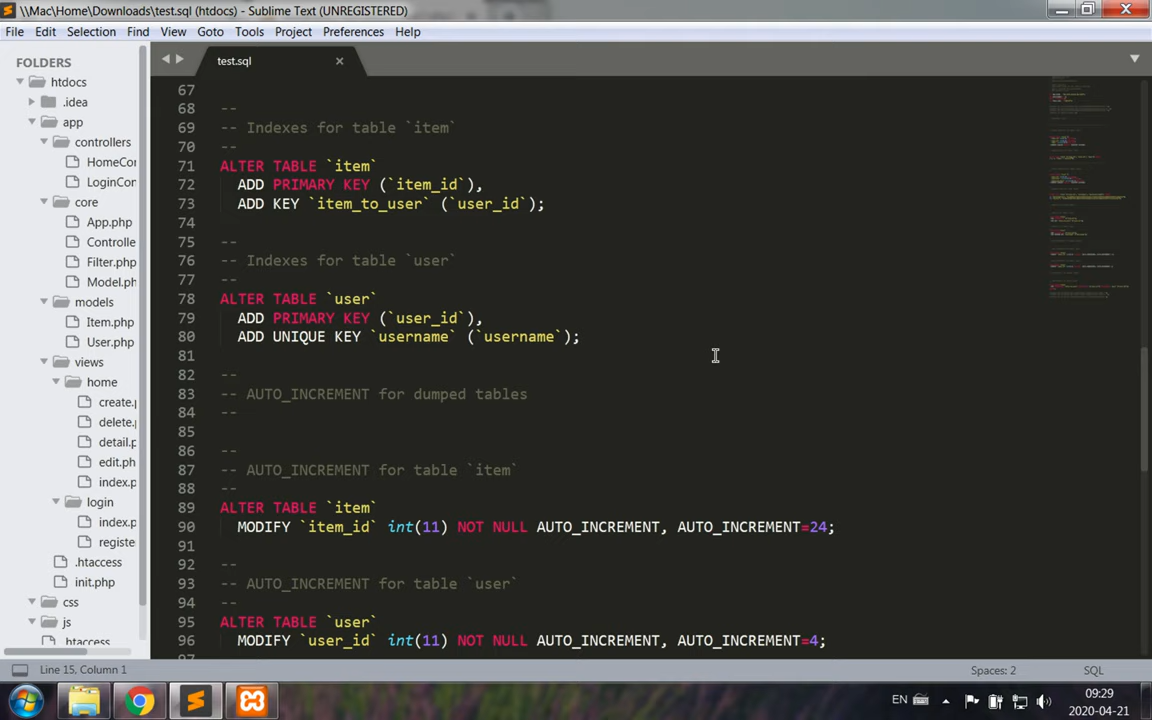 \\Mac\Home\Downloads\test.sql (htdocs) - Sublime Text (UNREGISTERED)
File Edit Selection Find View Goto Tools Project Preferences Help
FOLDERS
htdocs
.idea
app
controllers
HomeCor
LoginCon
core
App.php
Controlle
Filter.php
Model.ph
models
Item.php
User.php
views
home
create.p
delete.
detail.p
edit.ph
index.p
login
index.p
registe
.htaccess
init.php
css
js
.htaccess
test.sql
67
68 --
69 -- Indexes for table `item`
70 --
71 ALTER TABLE `item`
72 ADD PRIMARY KEY (`item_id`),
73 ADD KEY `item_to_user` (`user_id`);
74
75 --
76 -- Indexes for table `user`
77 --
78 ALTER TABLE `user`
79 ADD PRIMARY KEY (`user_id`),
80 ADD UNIQUE KEY `username` (`username`);
81
82 --
83 -- AUTO_INCREMENT for dumped tables
84 --
85
86 --
87 -- AUTO_INCREMENT for table `item`
88 --
89 ALTER TABLE `item`
90 MODIFY `item_id` int(11) NOT NULL AUTO_INCREMENT, AUTO_INCREMENT=24;
91
92 --
93 -- AUTO_INCREMENT for table `user`
94 --
95 ALTER TABLE `user`
96 MODIFY `user_id` int(11) NOT NULL AUTO_INCREMENT, AUTO_INCREMENT=4;
Line 15, Column 1
Spaces: 2
SQL
EN
09:29
2020-04-21